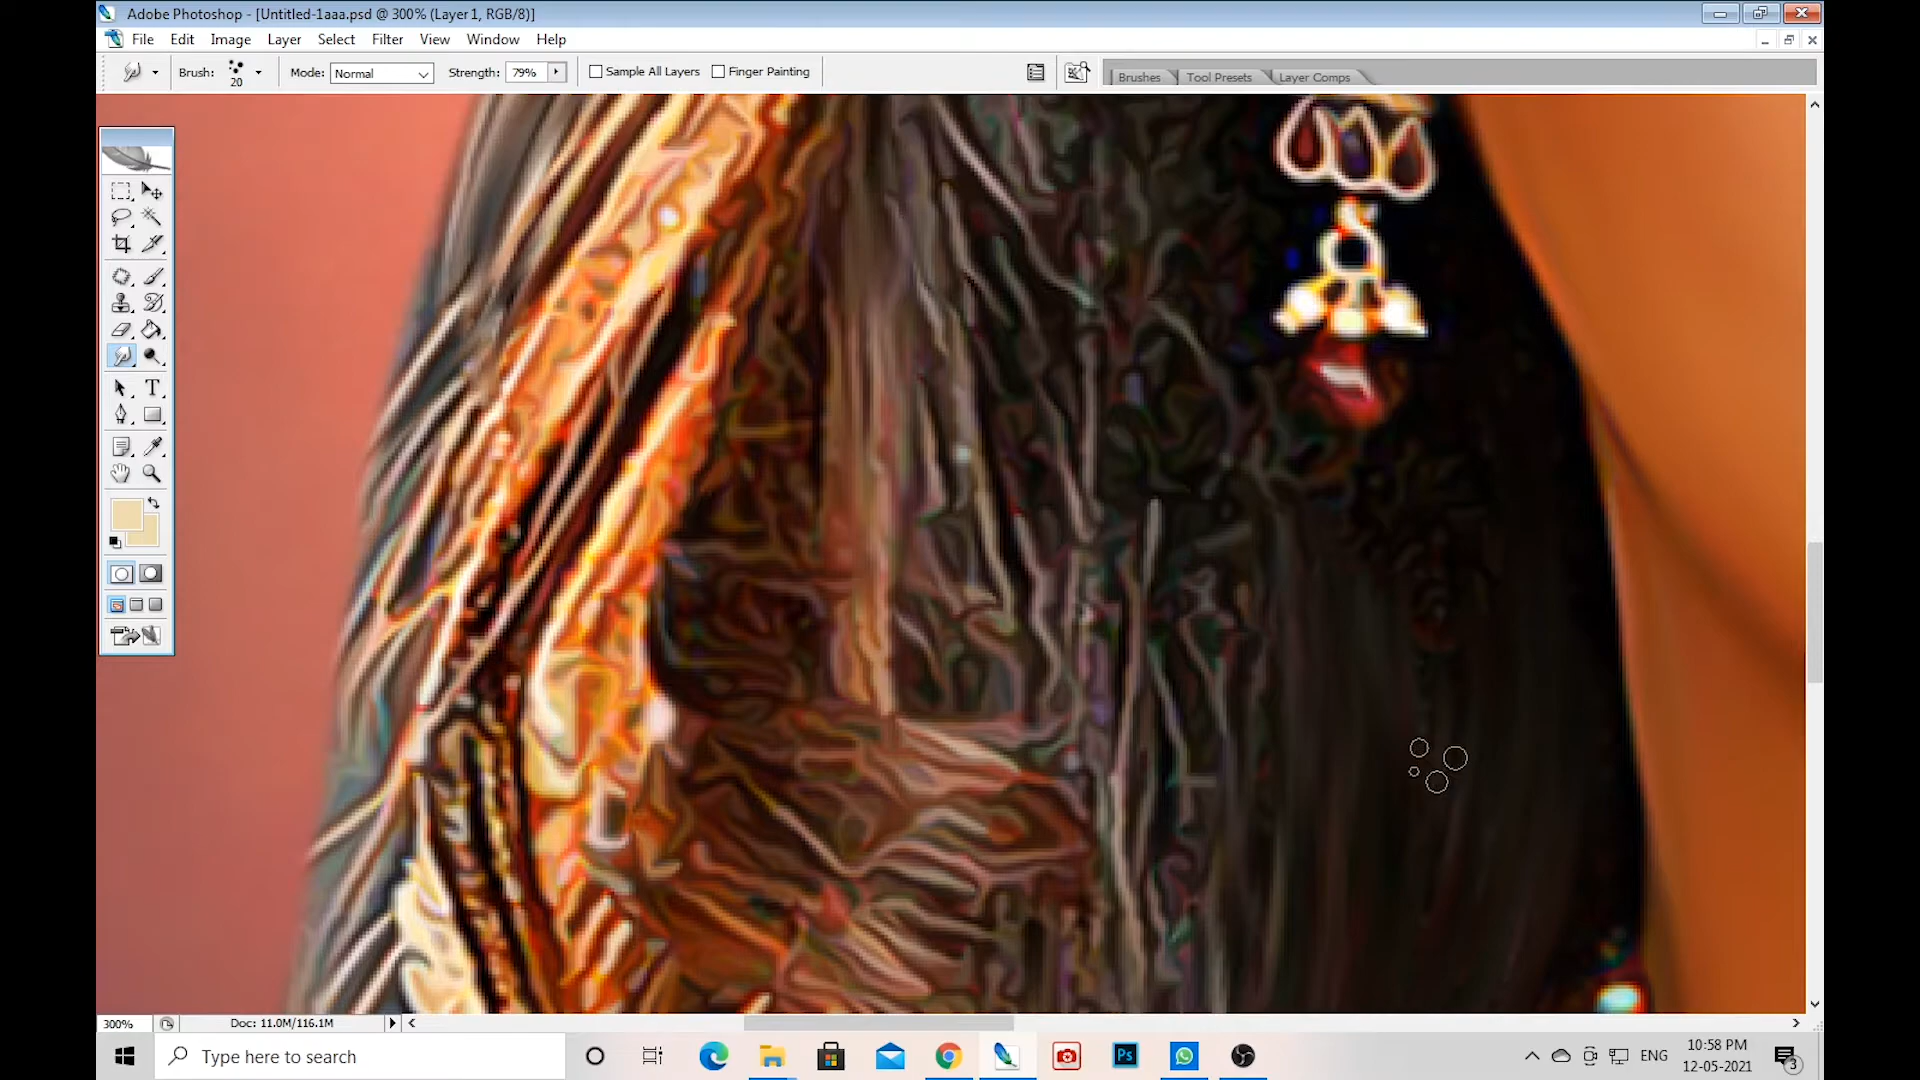 Adobe Photoshop - [Untitled-1aaa.psd @ 300% (Layer 1, RGB/8)]
File Edit Image Layer Select Filter View Window Help
Brush: 20 Mode: Normal Strength: 79% Sample All Layers Finger Painting Brushes Tool Presets Layer Comps
T
300% Doc: 11.0M/116.1M
Type here to search
Ps
ENG
10:58 PM
12-05-2021
3